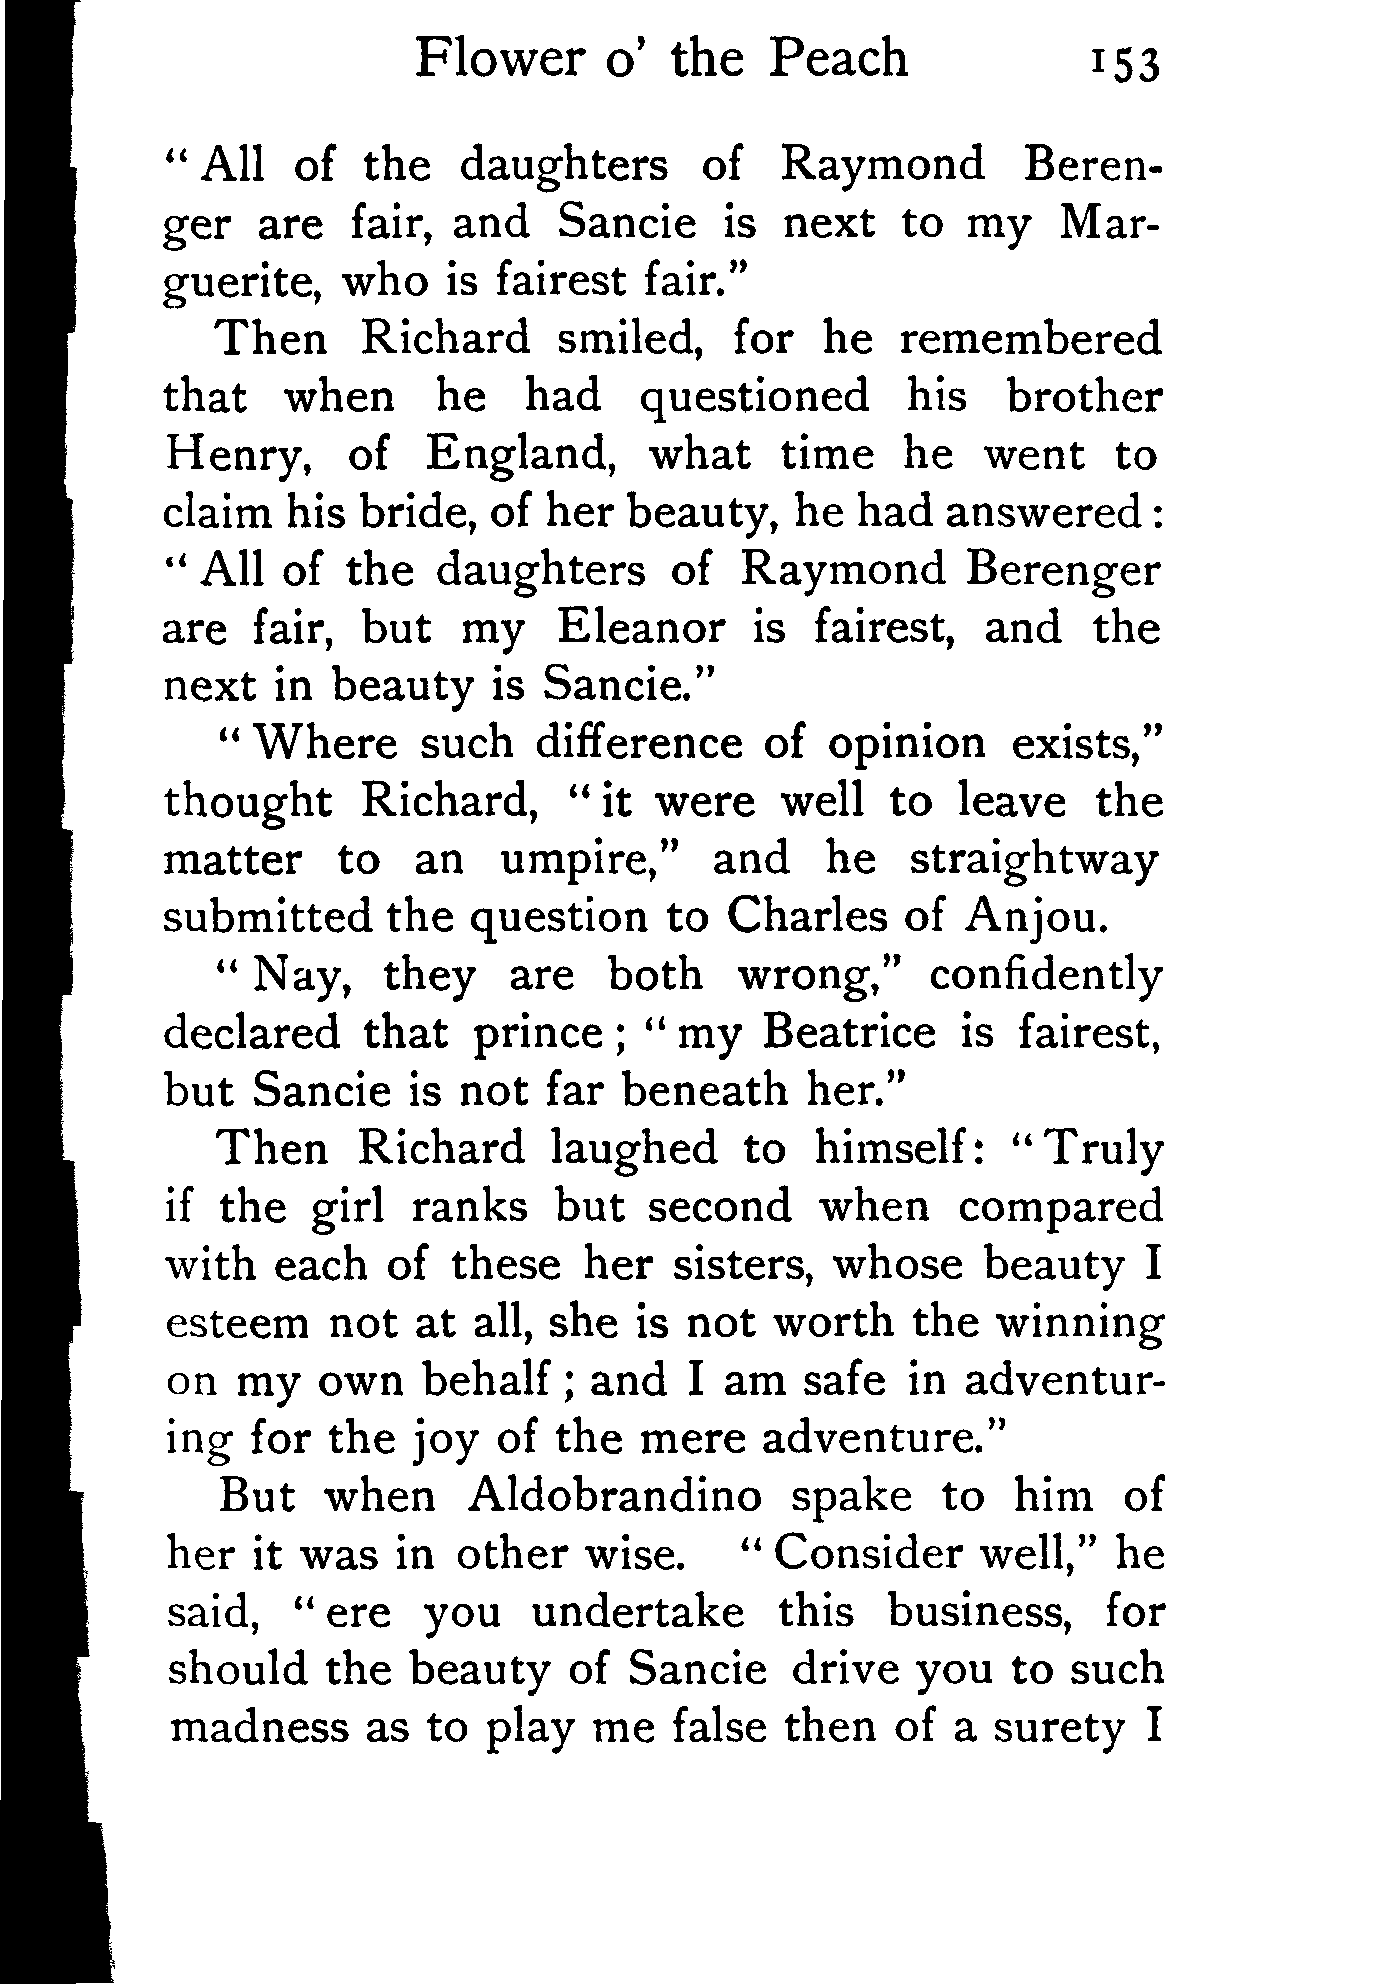 Flower o' the Peach 153
“ All of the daughters of Raymond Beren-
ger are fair, and Sancie is next to my Mar-
guerite, who is fairest fair.”
Then Richard smiled, for he remembered
that when he had questioned his brother
Henry, of England, what time he went to
claim his bride, of her beauty, he had answered :
“ All of the daughters of Raymond Berenger
are fair, but my Eleanor is fairest, and the
next in beauty is Sancie.”
“ Where such difference of opinion exists,”
thought Richard, “ it were well to leave the
matter to an umpire,” and he straightway
submitted the question to Charles of Anjou.
“ Nay, they are both wrong,” confidently
declared that prince ; “ my Beatrice is fairest,
but Sancie is not far beneath her.”
Then Richard laughed to himself: “ Truly
if the girl ranks but second when compared
with each of these her sisters, whose beauty I
esteem not at all, she is not worth the winning
on my own behalf ; and I am safe in adventur-
ing for the joy of the mere adventure.”
But when Aldobrandino spake to him of
her it was in other wise. “ Consider well,” he
said, “ ere you undertake this business, for
should the beauty of Sancie drive you to such
madness as to play me false then of a surety I